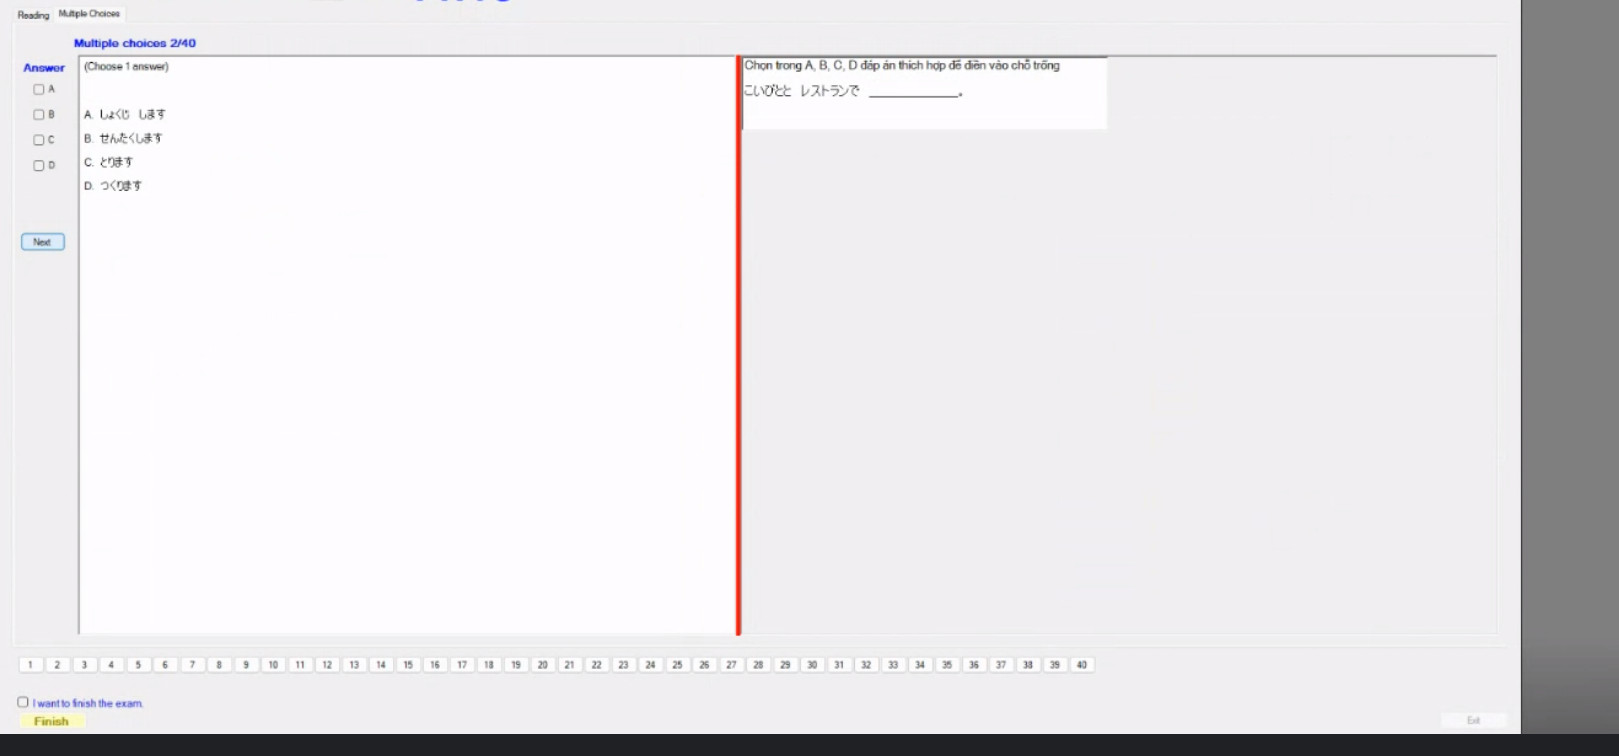 Reading Multiple Choices
Multiple choices 2/40
Answer
(Choose 1 answer)
A
B
C
D
A. しょくじ します
B. せんたくします
C. とります
D. つくります
Next
Chọn trong A, B, C, D đáp án thích hợp để điền vào chỗ trống
こいびとと レストランで ______________。
1 2 3 4 5 6 7 8 9 10 11 12 13 14 15 16 17 18 19 20 21 22 23 24 25 26 27 28 29 30 31 32 33 34 35 36 37 38 39 40
I want to finish the exam.
Finish
Exit